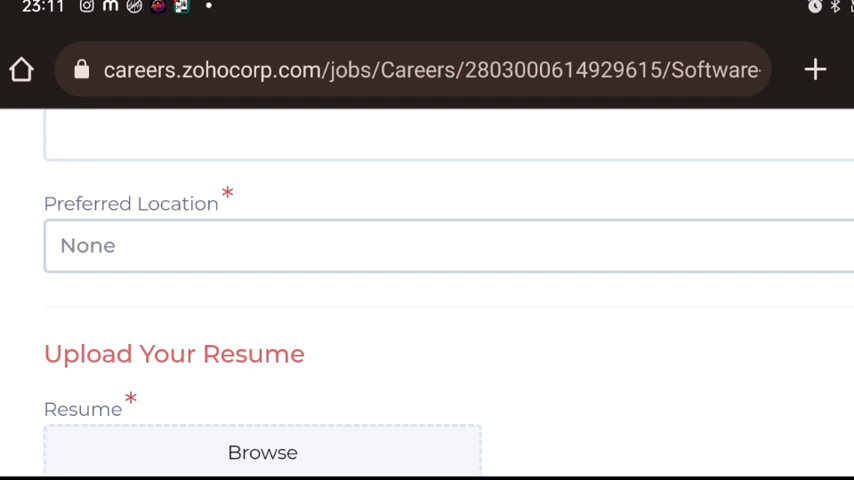 23:11
careers.zohocorp.com/jobs/Careers/2803000614929615/Software-
Preferred Location*
None
Upload Your Resume
Resume*
Browse